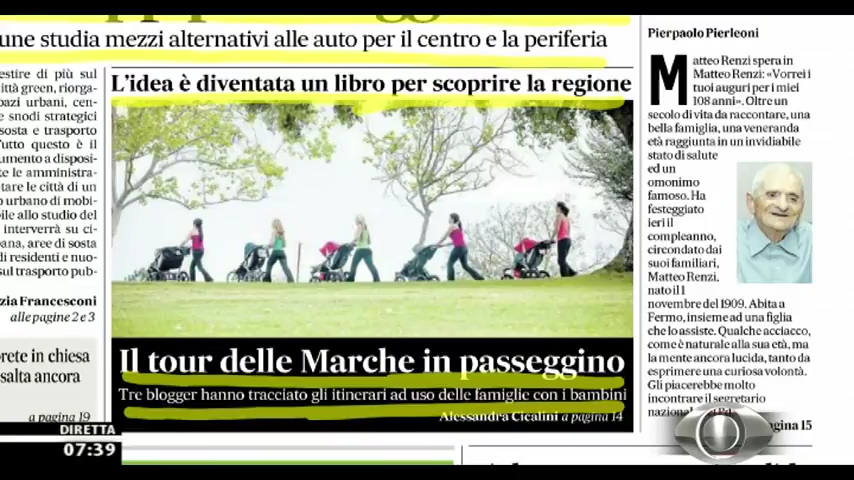 une studia mezzi alternativi alle auto per il centro e la periferia
estire di più sul
ittà green, riorga-
pazi urbani, cen-
e snodi strategici
sosta e trasporto
Tutto questo è il
umento a disposi-
te le amministra-
tare le città di un
o urbano di mobi-
bile allo studio del
interverrà su ci-
bana, aree di sosta
di residenti e nuo-
sul trasporto pub-
zia Francesconi
alle pagine 2 e 3
prete in chiesa
salta ancora
a pagina 19
L'idea è diventata un libro per scoprire la regione
Il tour delle Marche in passeggino
Tre blogger hanno tracciato gli itinerari ad uso delle famiglie con i bambini
Alessandra Cicalini a pagina 14
Pierpaolo Pierleoni
Matteo Renzi spera in
Matteo Renzi: «Vorrei i
tuoi auguri per i miei
108 anni». Oltre un
secolo di vita da raccontare, una
bella famiglia, una veneranda
età raggiunta in un invidiabile
stato di salute
ed un
omonimo
famoso. Ha
festeggiato
ieri il
compleanno,
circondato dai
suoi familiari,
Matteo Renzi,
nato il 1
novembre del 1909. Abita a
Fermo, insieme ad una figlia
che lo assiste. Qualche acciacco,
come è naturale alla sua età, ma
la mente ancora lucida, tanto da
esprimere una curiosa volontà.
Gli piacerebbe molto
incontrare il segretario
nazional
pagina 15
DIRETTA
07:39